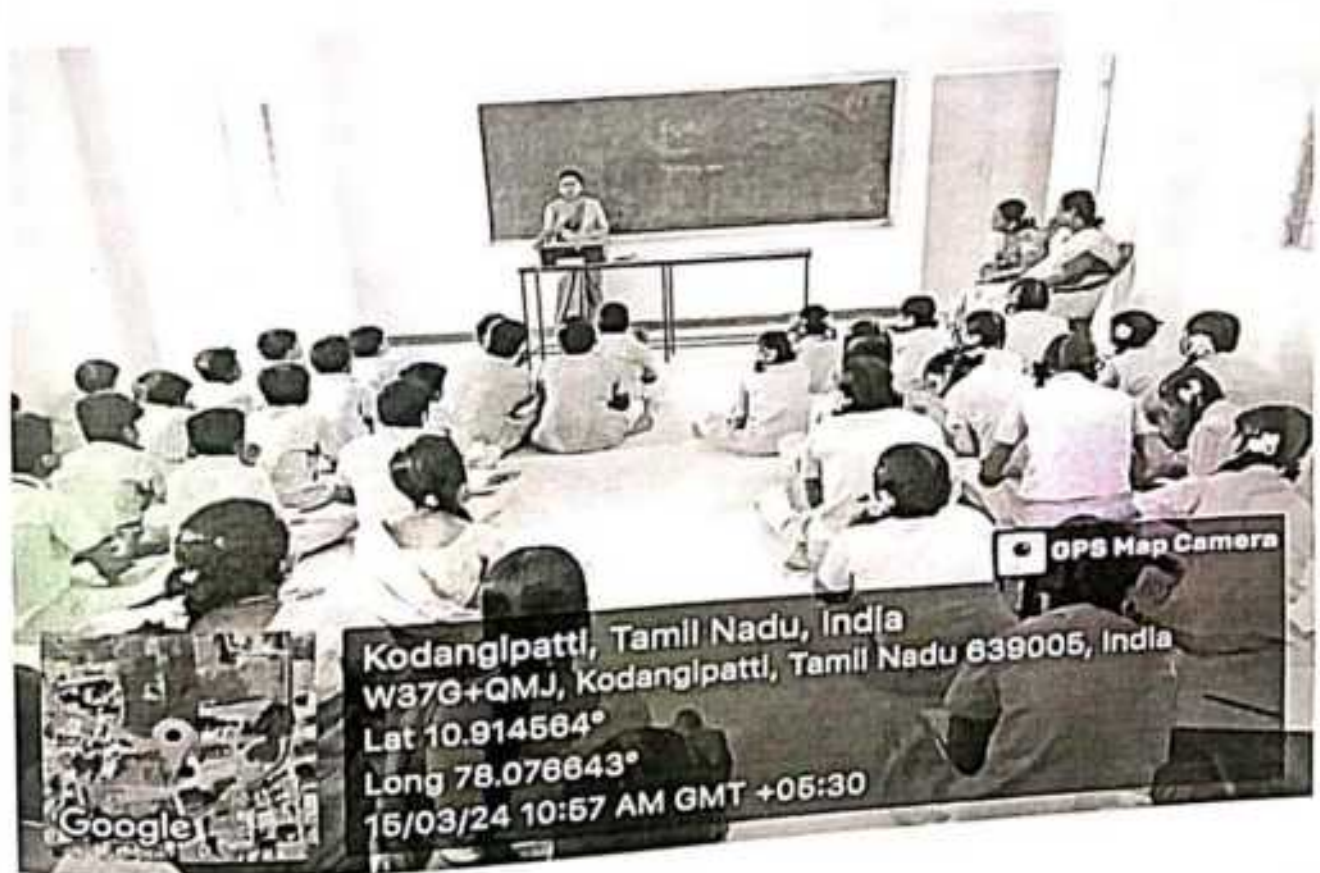 GPS Map Camera
Kodangipatti, Tamil Nadu, India
W37G+QMJ, Kodangipatti, Tamil Nadu 639005, India
Lat 10.914564°
Long 78.076643°
15/03/24 10:57 AM GMT +05:30
Google